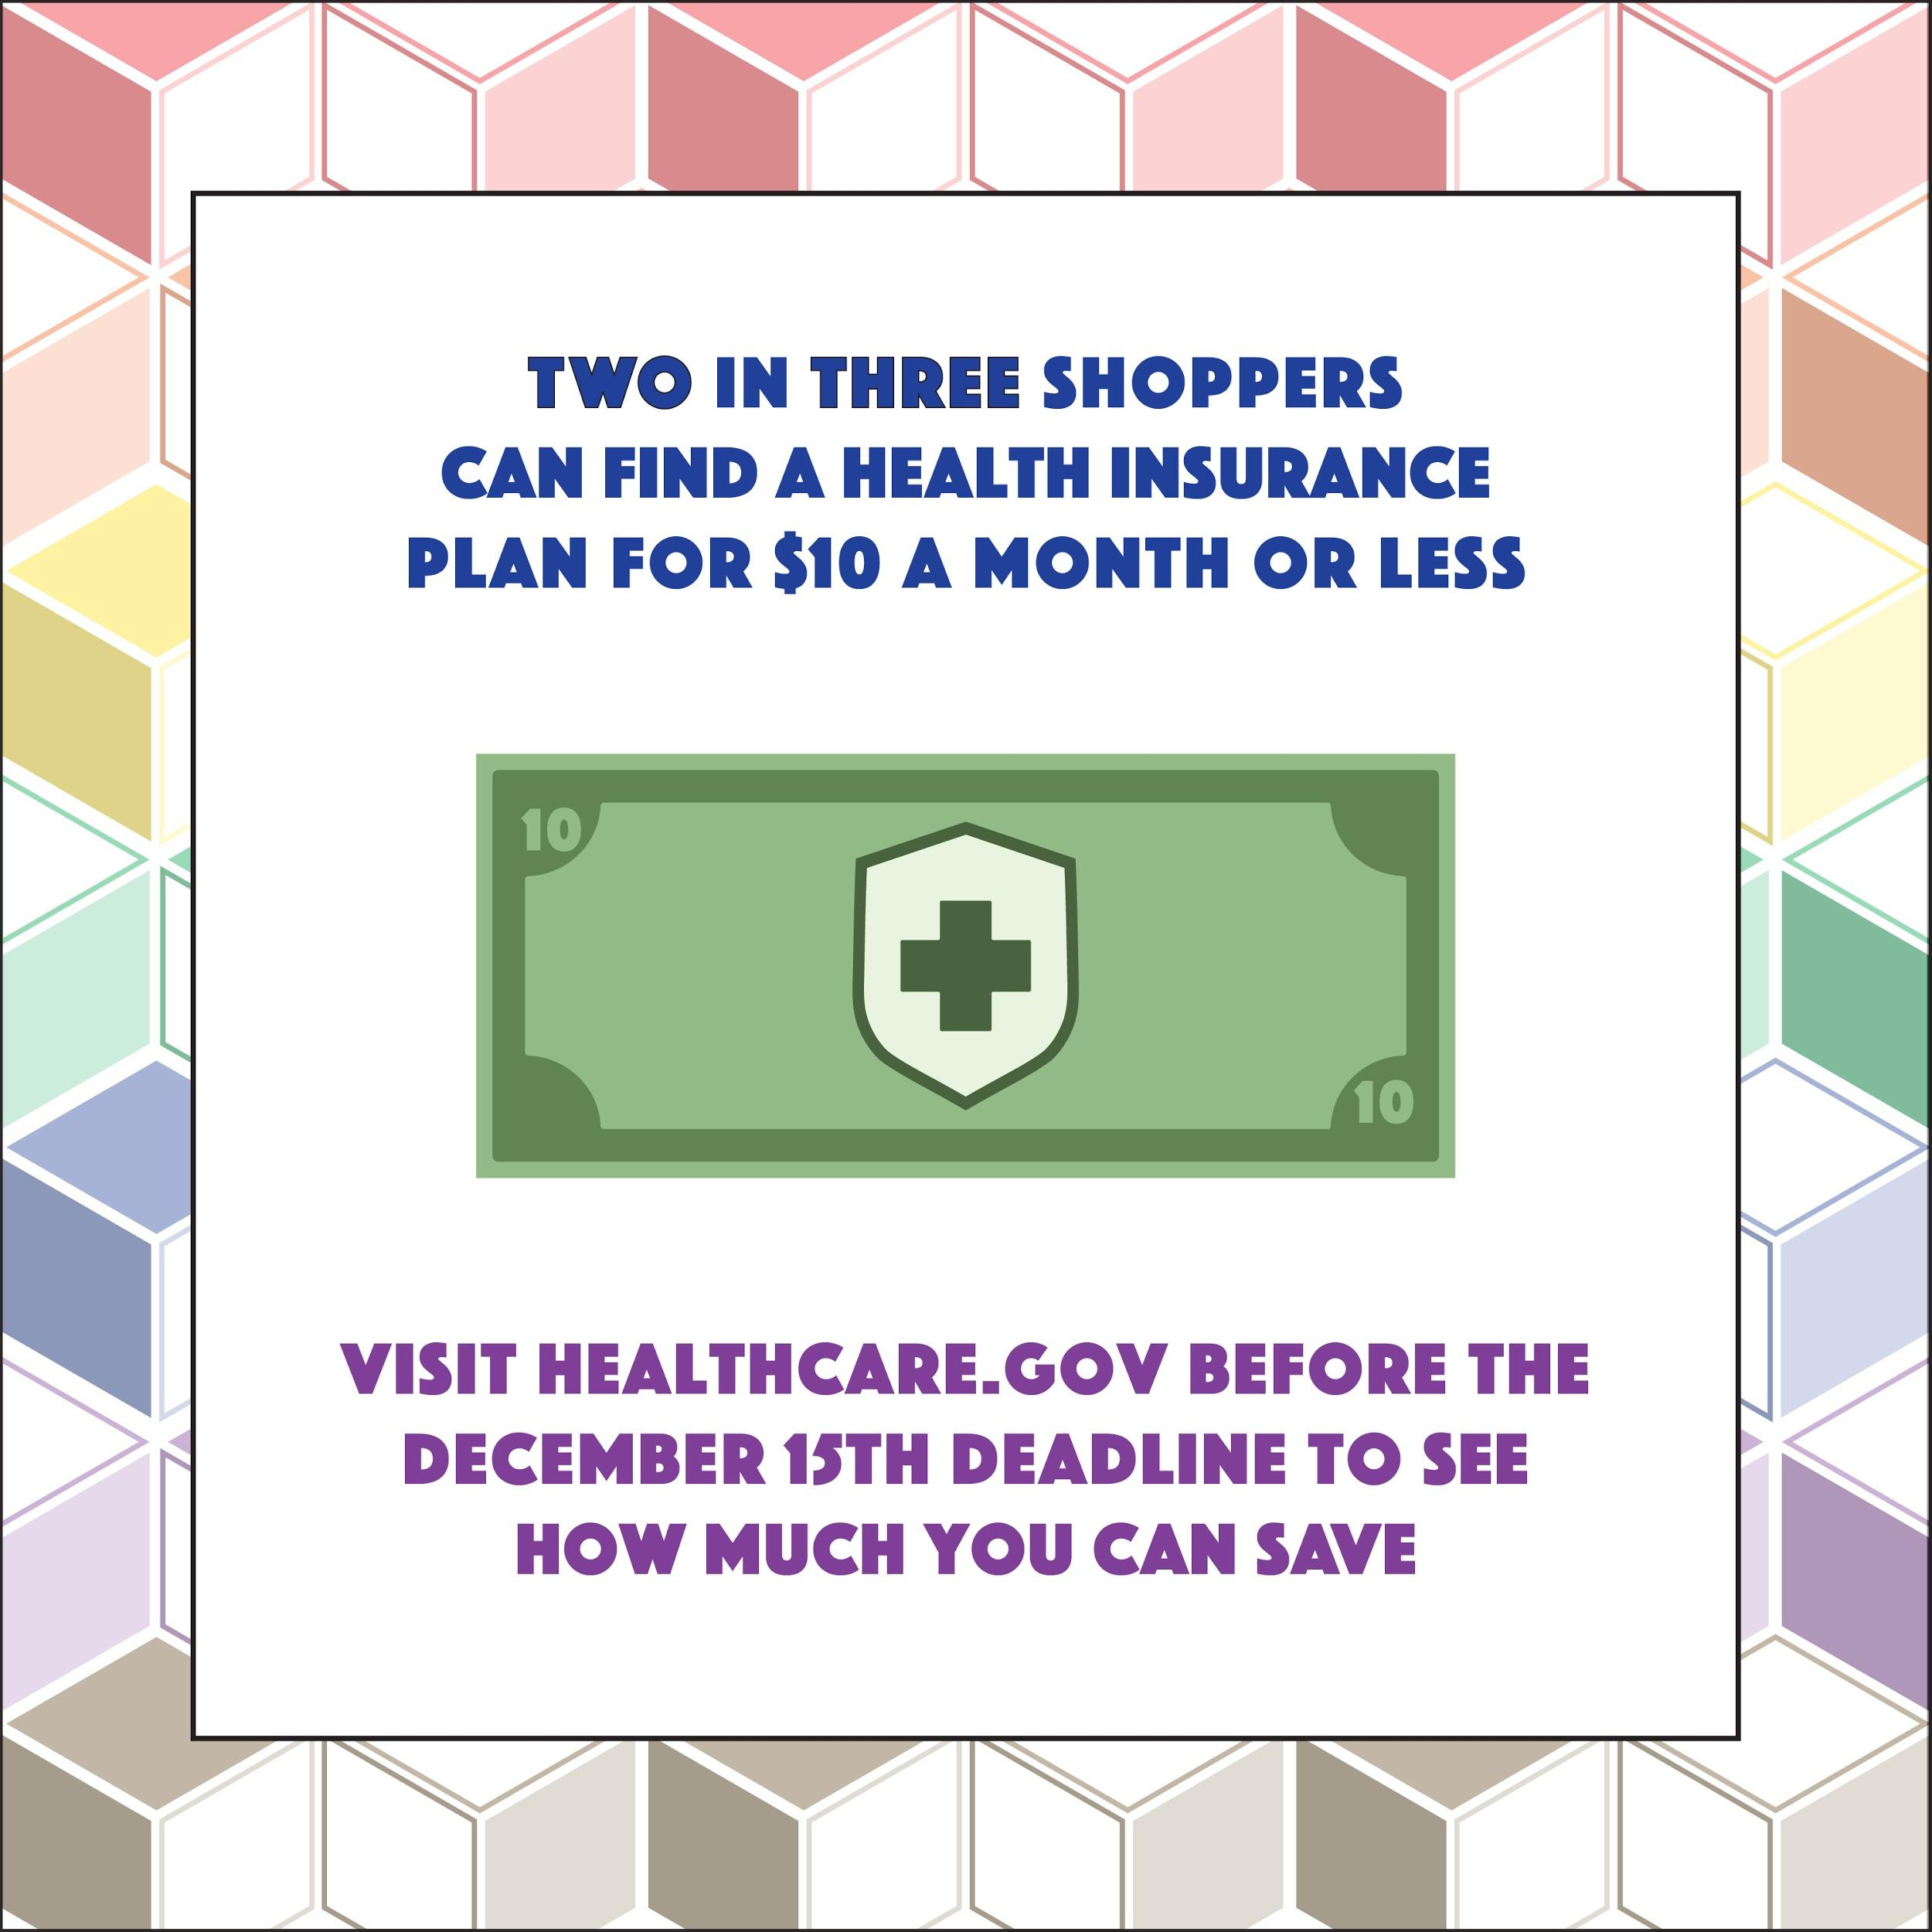 TWO IN THREE SHOPPERS
CAN FIND A HEALTH INSURANCE
PLAN FOR $10 A MONTH OR LESS
10
10
VISIT HEALTHCARE.GOV BEFORE THE
DECEMBER 15TH DEADLINE TO SEE
HOW MUCH YOU CAN SAVE